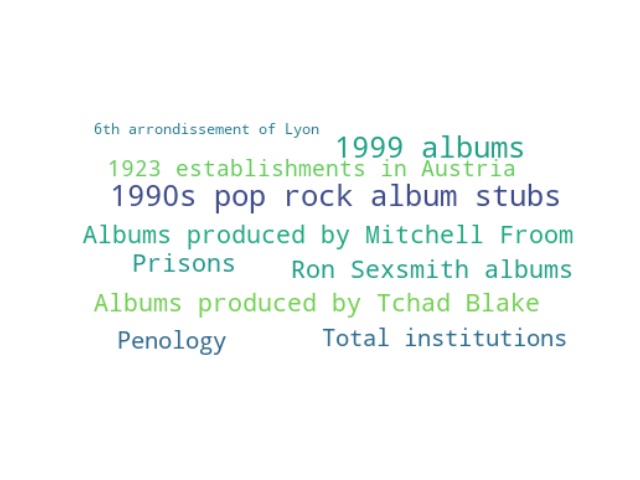 6th arrondissement of Lyon
1999 albums
1923 establishments in Austria
1990s pop rock album stubs
Albums produced by Mitchell Froom
Prisons
Ron Sexsmith albums
Albums produced by Tchad Blake
Penology
Total institutions